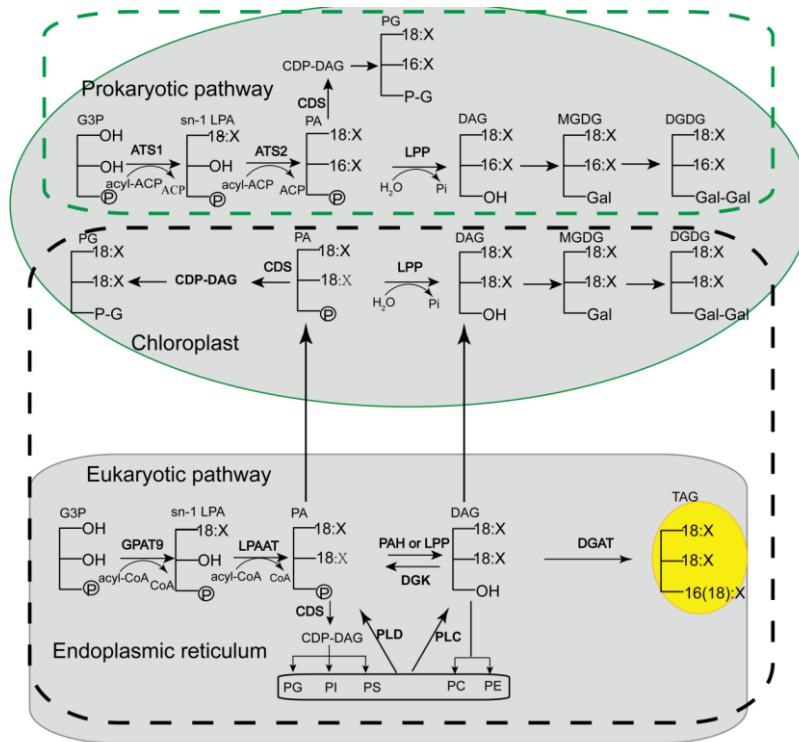 PG
18:X
CDP-DAG
16:X
Prokaryotic pathway
CDS
P-G
G3P
sn-1 LPA
PA
DAG
MGDG
DGDG
OH
18:X
18:X
18:X
18:X
18:X
ATS1
ATS2
LPP
OH
OH
16:X
16:X
16:X
16:X
acyl-ACP
ACP
acyl-ACP
ACP
H2O
Pi
P
P
P
OH
Gal
Gal-Gal
PG
PA
DAG
MGDG
DGDG
18:X
18:X
18:X
18:X
18:X
CDS
LPP
18:X
CDP-DAG
18:X
18:X
18:X
18:X
H2O
Pi
P-G
P
OH
Gal
Gal-Gal
Chloroplast
Eukaryotic pathway
G3P
sn-1 LPA
PA
DAG
TAG
OH
18:X
18:X
18:X
18:X
GPAT9
LPAAT
PAH or LPP
DGAT
OH
OH
18:X
18:X
18:X
acyl-CoA
CoA
acyl-CoA
CoA
DGK
P
P
P
OH
16(18):X
CDS
CDP-DAG
PLD
PLC
Endoplasmic reticulum
PG
PI
PS
PC
PE